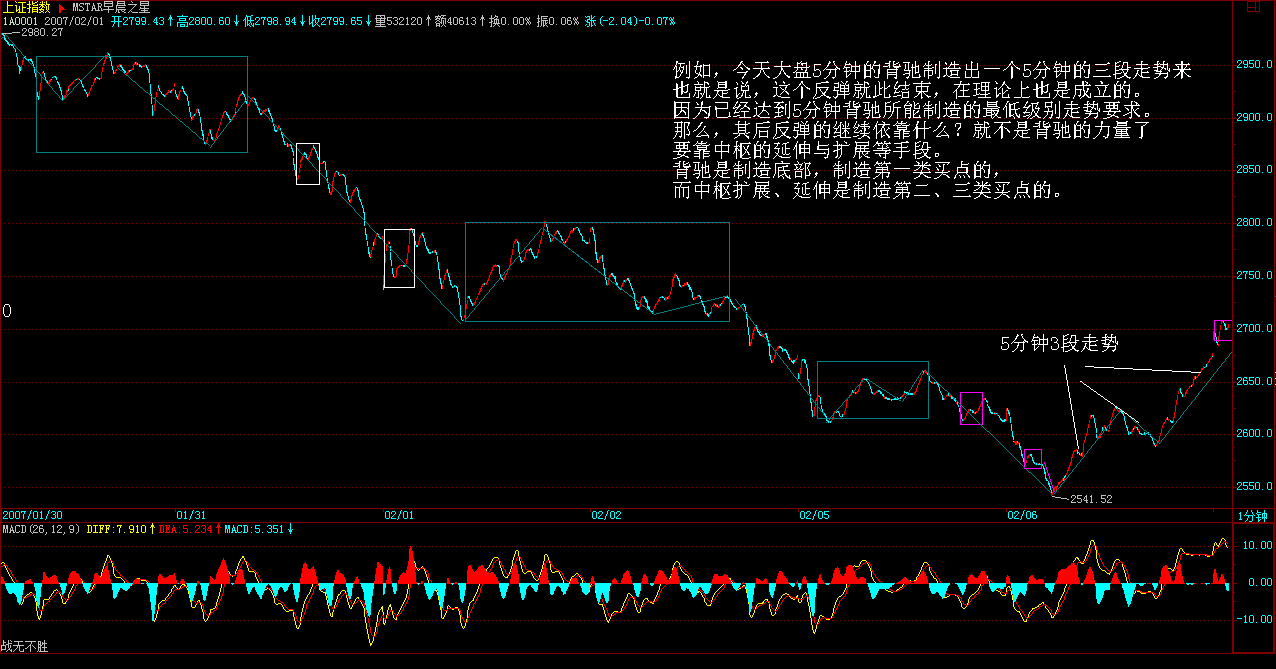 上证指数 MSTAR早晨之星
1A0001 2007/02/01 开2799.43↑高2800.60↓低2798.94↓收2799.65↓量532120↑额40613↑换0.00% 振0.06% 涨(-2.04)-0.07%
2980.27
例如，今天大盘5分钟的背驰制造出一个5分钟的三段走势来
也就是说，这个反弹就此结束，在理论上也是成立的。
因为已经达到5分钟背驰所能制造的最低级别走势要求。
那么，其后反弹的继续依靠什么？就不是背驰的力量了
要靠中枢的延伸与扩展等手段。
背驰是制造底部，制造第一类买点的，
而中枢扩展、延伸是制造第二、三类买点的。
2950.0
2900.0
2850.0
2800.0
2750.0
2700.0
2650.0
2600.0
2550.0
0
5分钟3段走势
2541.52
2007/01/30 01/31 02/01 02/02 02/05 02/06 1分钟
MACD(26,12,9) DIFF:7.910↑DEA:5.234↑MACD:5.351↓
10.00
0.00
-10.00
战无不胜